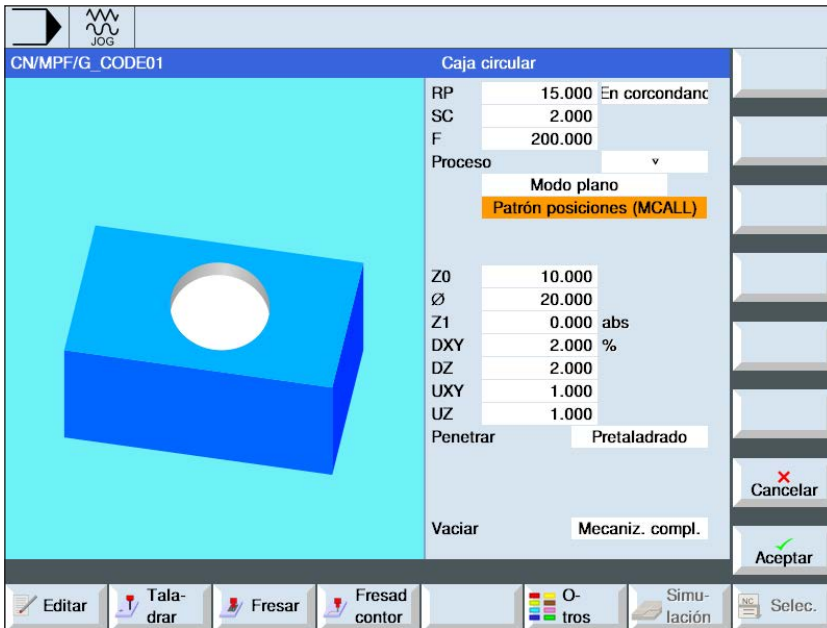 JOG
CN/MPF/G_CODE01 Caja circular
RP 15.000 En corcondanc
SC 2.000
F 200.000
Proceso v
Modo plano
Patrón posiciones (MCALL)
Z0 10.000
Ø 20.000
Z1 0.000 abs
DXY 2.000 %
DZ 2.000
UXY 1.000
UZ 1.000
Penetrar Pretaladrado
Vaciar Mecaniz. compl.
Cancelar
Aceptar
Editar
Tala-
drar
Fresar
Fresad
contor
O-
tros
Simu-
lación
NC
Selec.